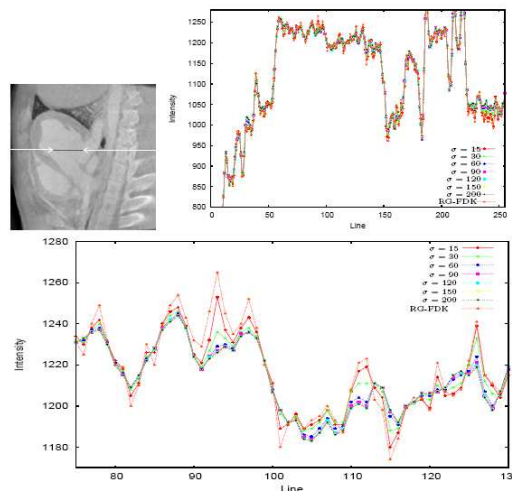 1250
1200
1150
1100
1050
1000
950
900
850
800
Intensity
0
50
100
150
200
250
Line
σ = 15
σ = 30
σ = 60
σ = 90
σ = 120
σ = 150
σ = 200
RG-FDK
1280
1260
1240
1220
1200
1180
Intensity
80
90
100
110
120
130
Line
σ = 15
σ = 30
σ = 60
σ = 90
σ = 120
σ = 150
σ = 200
RG-FDK